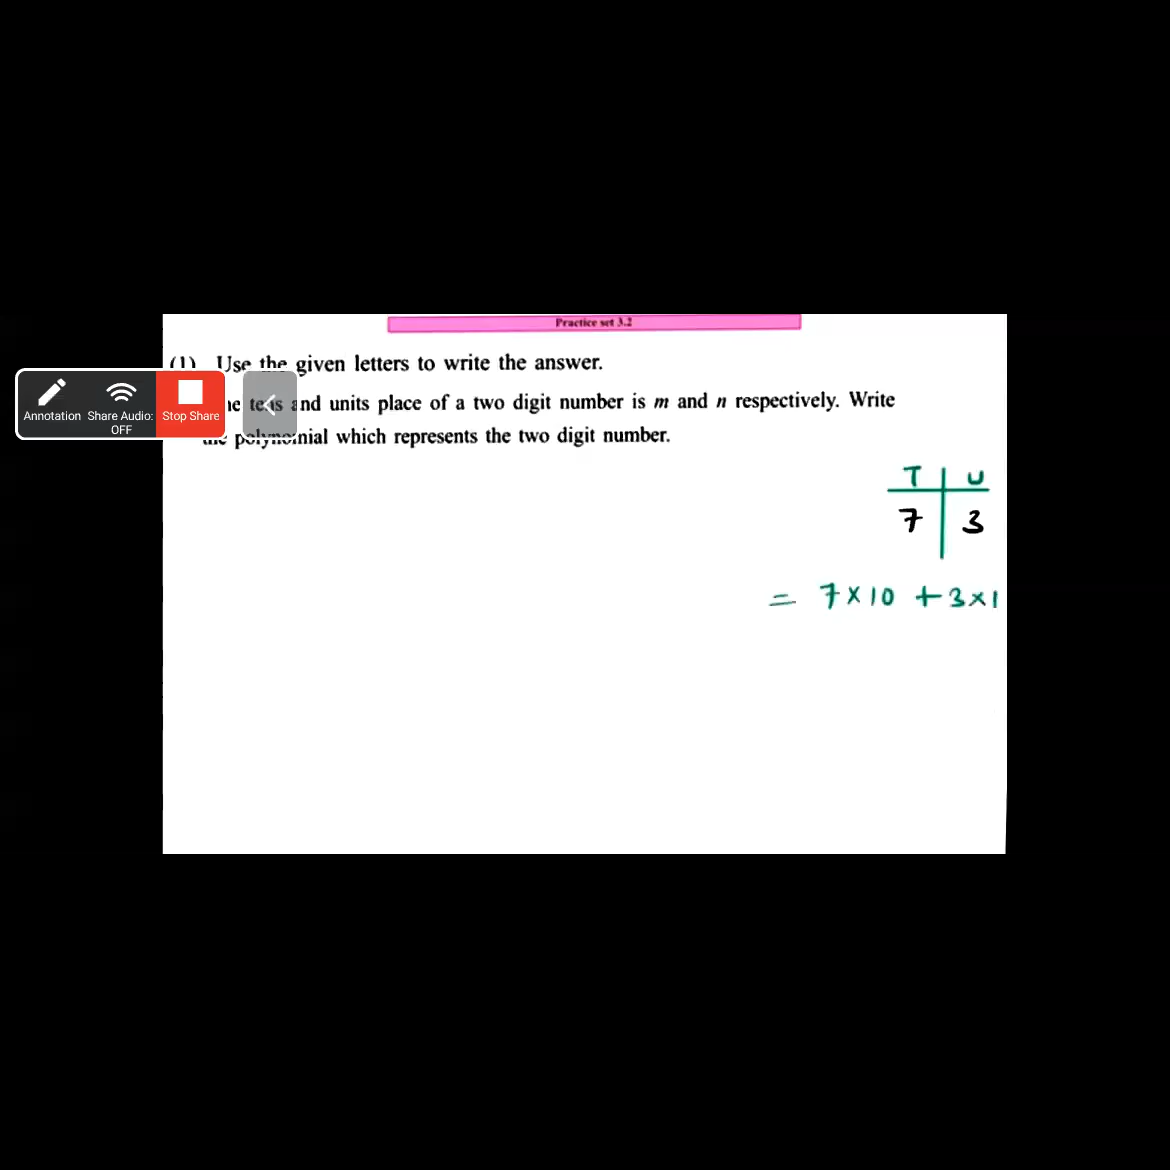 Practice set 3.2
(1) Use the given letters to write the answer.
and units place of a two digit number is m and n respectively. Write
polynomial which represents the two digit number.
Annotation
Share Audio: OFF
Stop Share
T U
7 3
= 7 × 10 + 3 × 1